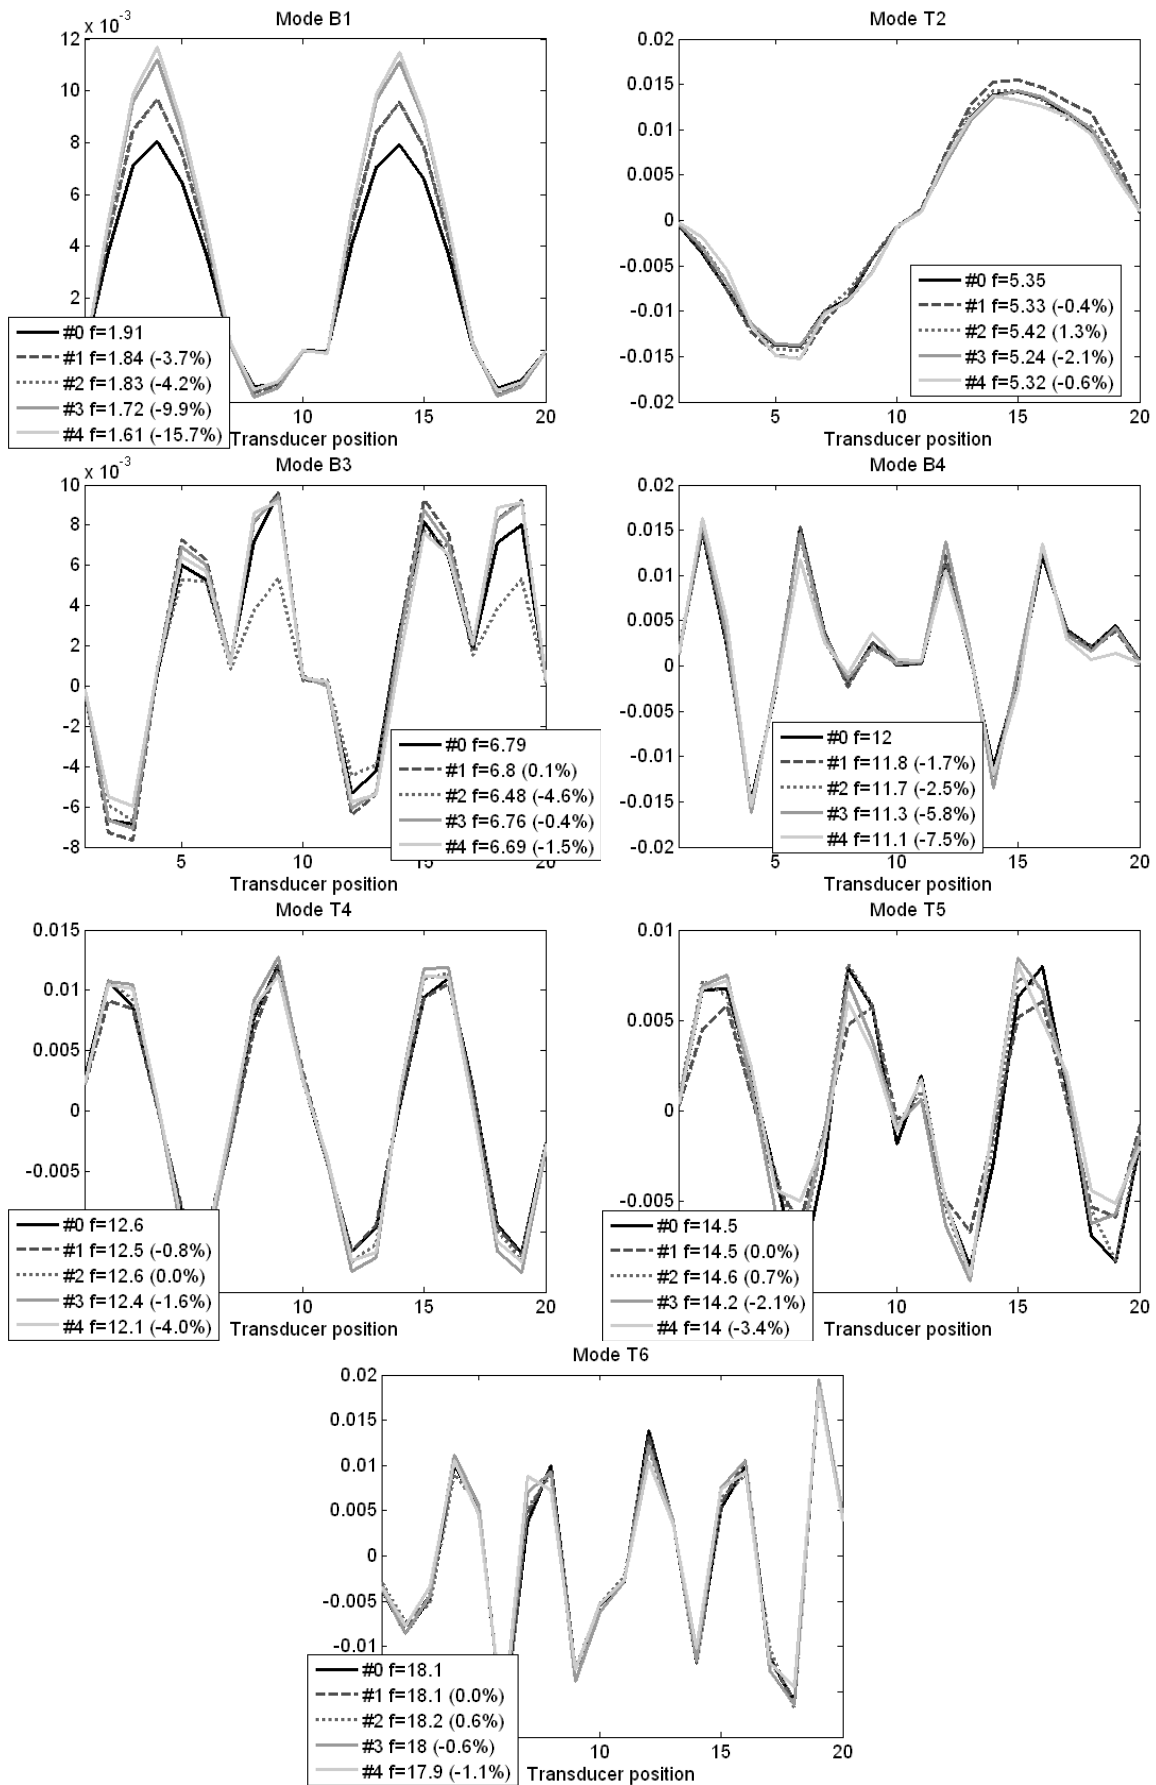 Mode B1
x 10⁻³
12
10
8
6
4
2
#0 f=1.91
#1 f=1.84 (-3.7%)
#2 f=1.83 (-4.2%)
#3 f=1.72 (-9.9%)
#4 f=1.61 (-15.7%)
5 10 15 20
Transducer position
Mode T2
0.02
0.015
0.01
0.005
0
-0.005
-0.01
-0.015
-0.02
#0 f=5.35
#1 f=5.33 (-0.4%)
#2 f=5.42 (1.3%)
#3 f=5.24 (-2.1%)
#4 f=5.32 (-0.6%)
5 10 15 20
Transducer position
Mode B3
x 10⁻³
10
8
6
4
2
0
-2
-4
-6
-8
#0 f=6.79
#1 f=6.8 (0.1%)
#2 f=6.48 (-4.6%)
#3 f=6.76 (-0.4%)
#4 f=6.69 (-1.5%)
5 10 15 20
Transducer position
Mode B4
0.02
0.015
0.01
0.005
0
-0.005
-0.01
-0.015
-0.02
#0 f=12
#1 f=11.8 (-1.7%)
#2 f=11.7 (-2.5%)
#3 f=11.3 (-5.8%)
#4 f=11.1 (-7.5%)
5 10 15 20
Transducer position
Mode T4
0.015
0.01
0.005
0
-0.005
#0 f=12.6
#1 f=12.5 (-0.8%)
#2 f=12.6 (0.0%)
#3 f=12.4 (-1.6%)
#4 f=12.1 (-4.0%)
10 15 20
Transducer position
Mode T5
0.01
0.005
0
-0.005
#0 f=14.5
#1 f=14.5 (0.0%)
#2 f=14.6 (0.7%)
#3 f=14.2 (-2.1%)
#4 f=14 (-3.4%)
10 15 20
Transducer position
Mode T6
0.02
0.015
0.01
0.005
0
-0.005
-0.01
#0 f=18.1
#1 f=18.1 (0.0%)
#2 f=18.2 (0.6%)
#3 f=18 (-0.6%)
#4 f=17.9 (-1.1%)
10 15 20
Transducer position